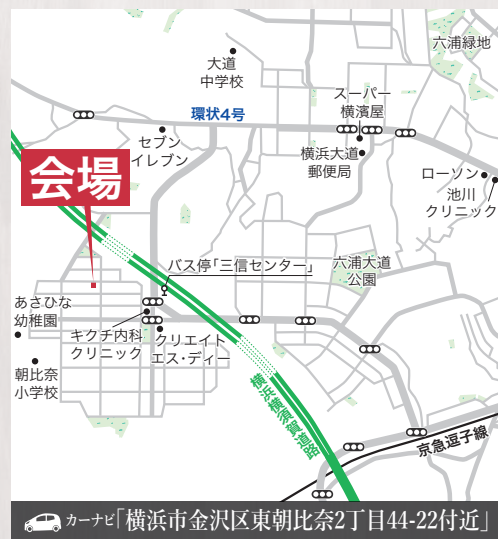 六浦緑地
大道
中学校
スーパー
横濱屋
環状4号
セブン
イレブン
横浜大道
郵便局
ローソン
池川
クリニック
会場
バス停「三信センター」
六浦大道
公園
あさひな
幼稚園
キクチ内科
クリニック
クリエイト
エス・ディー
朝比奈
小学校
横浜横須賀道路
京急逗子線
カーナビ「横浜市金沢区東朝比奈2丁目44-22付近」